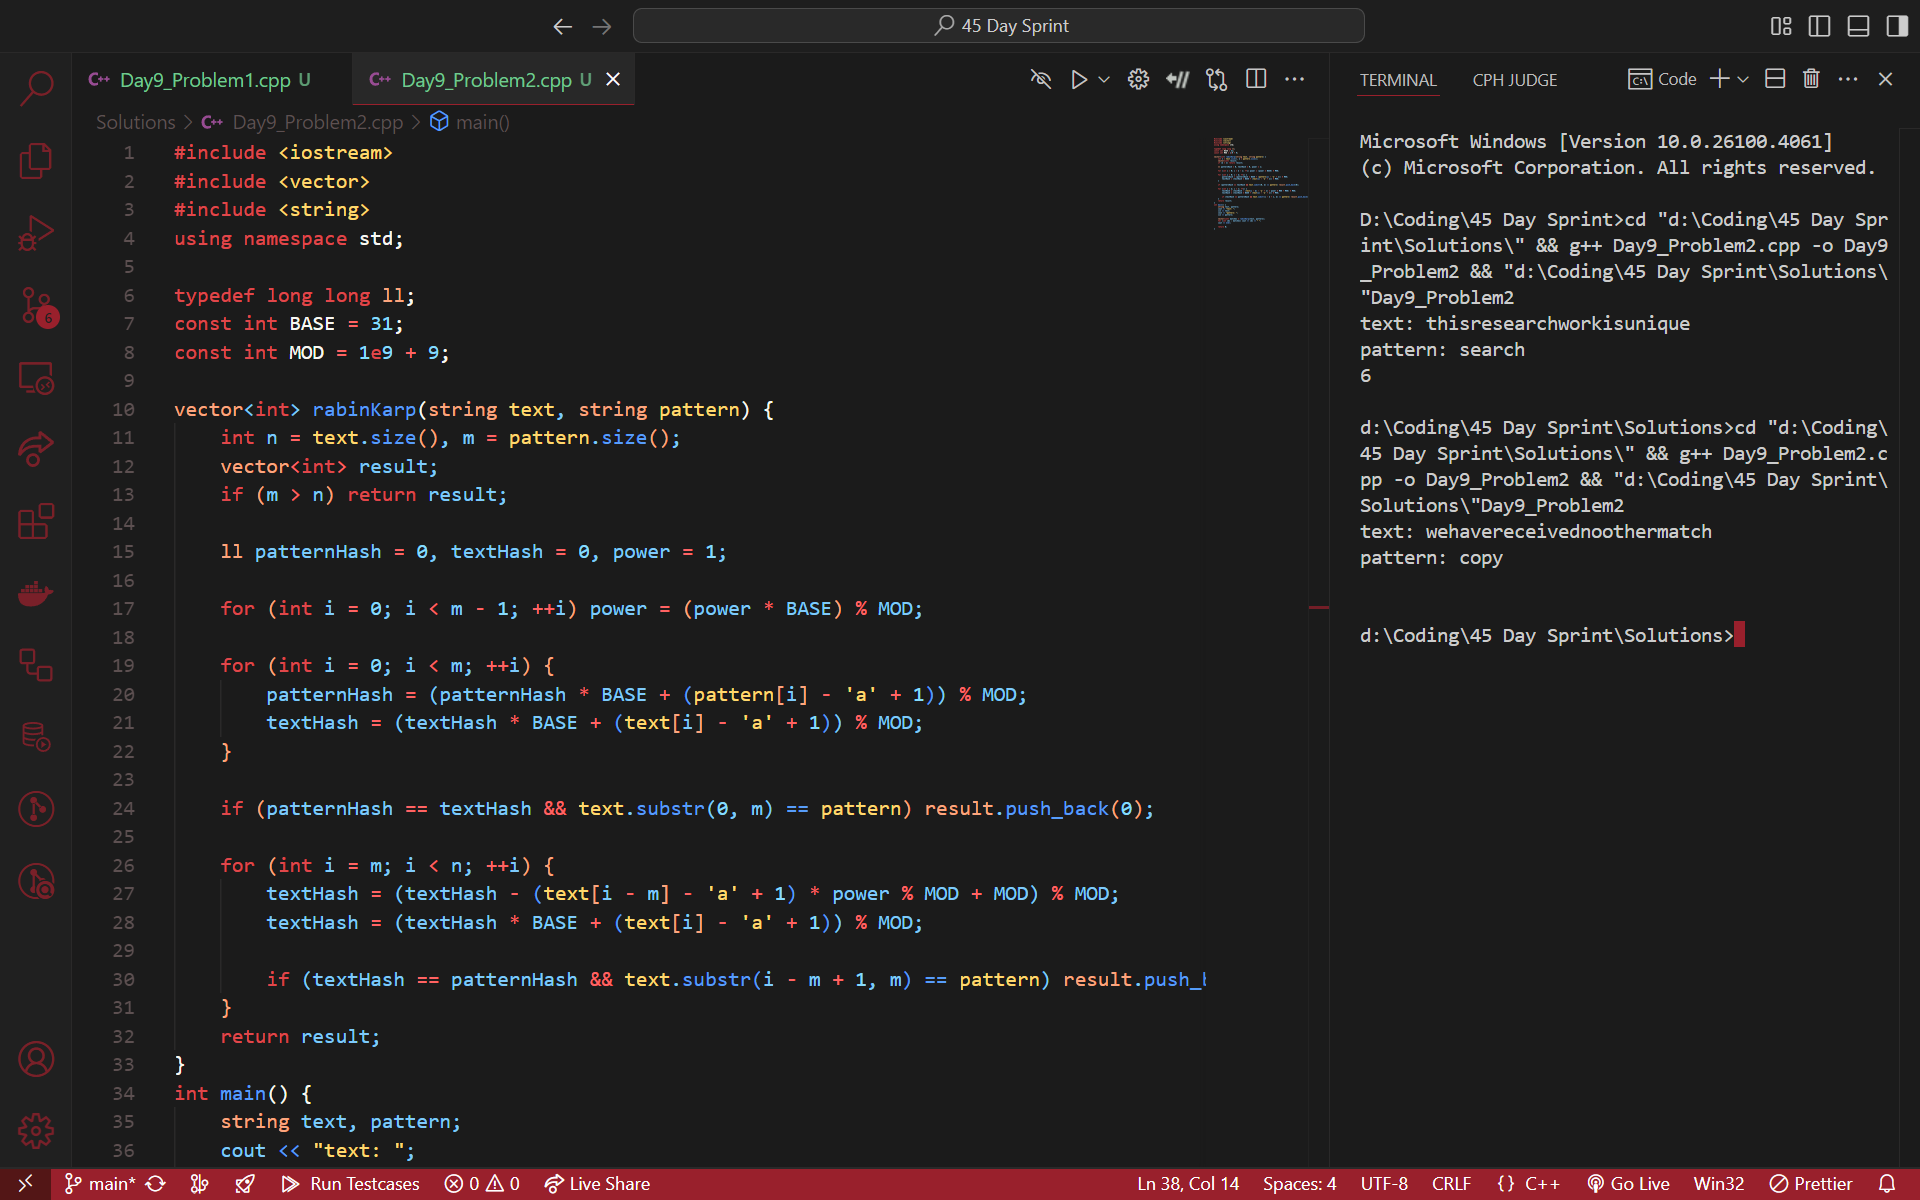 45 Day Sprint
Day9_Problem1.cpp U
Day9_Problem2.cpp U
TERMINAL CPH JUDGE Code
Solutions > Day9_Problem2.cpp > main()
1 #include <iostream>
2 #include <vector>
3 #include <string>
4 using namespace std;
5
6 typedef long long ll;
7 const int BASE = 31;
8 const int MOD = 1e9 + 9;
9
10 vector<int> rabinKarp(string text, string pattern) {
11 int n = text.size(), m = pattern.size();
12 vector<int> result;
13 if (m > n) return result;
14
15 ll patternHash = 0, textHash = 0, power = 1;
16
17 for (int i = 0; i < m - 1; ++i) power = (power * BASE) % MOD;
18
19 for (int i = 0; i < m; ++i) {
20 patternHash = (patternHash * BASE + (pattern[i] - 'a' + 1)) % MOD;
21 textHash = (textHash * BASE + (text[i] - 'a' + 1)) % MOD;
22 }
23
24 if (patternHash == textHash && text.substr(0, m) == pattern) result.push_back(0);
25
26 for (int i = m; i < n; ++i) {
27 textHash = (textHash - (text[i - m] - 'a' + 1) * power % MOD + MOD) % MOD;
28 textHash = (textHash * BASE + (text[i] - 'a' + 1)) % MOD;
29
30 if (textHash == patternHash && text.substr(i - m + 1, m) == pattern) result.push_b
31 }
32 return result;
33 }
34 int main() {
35 string text, pattern;
36 cout << "text: ";
Microsoft Windows [Version 10.0.26100.4061]
(c) Microsoft Corporation. All rights reserved.
D:\Coding\45 Day Sprint>cd "d:\Coding\45 Day Spr
int\Solutions\" && g++ Day9_Problem2.cpp -o Day9
_Problem2 && "d:\Coding\45 Day Sprint\Solutions\
"Day9_Problem2
text: thisresearchworkisunique
pattern: search
6
d:\Coding\45 Day Sprint\Solutions>cd "d:\Coding\
45 Day Sprint\Solutions\" && g++ Day9_Problem2.c
pp -o Day9_Problem2 && "d:\Coding\45 Day Sprint\
Solutions\"Day9_Problem2
text: wehavereceivednoothermatch
pattern: copy
d:\Coding\45 Day Sprint\Solutions>
6
main* Run Testcases 0 0 Live Share Ln 38, Col 14 Spaces: 4 UTF-8 CRLF {} C++ Go Live Win32 Prettier